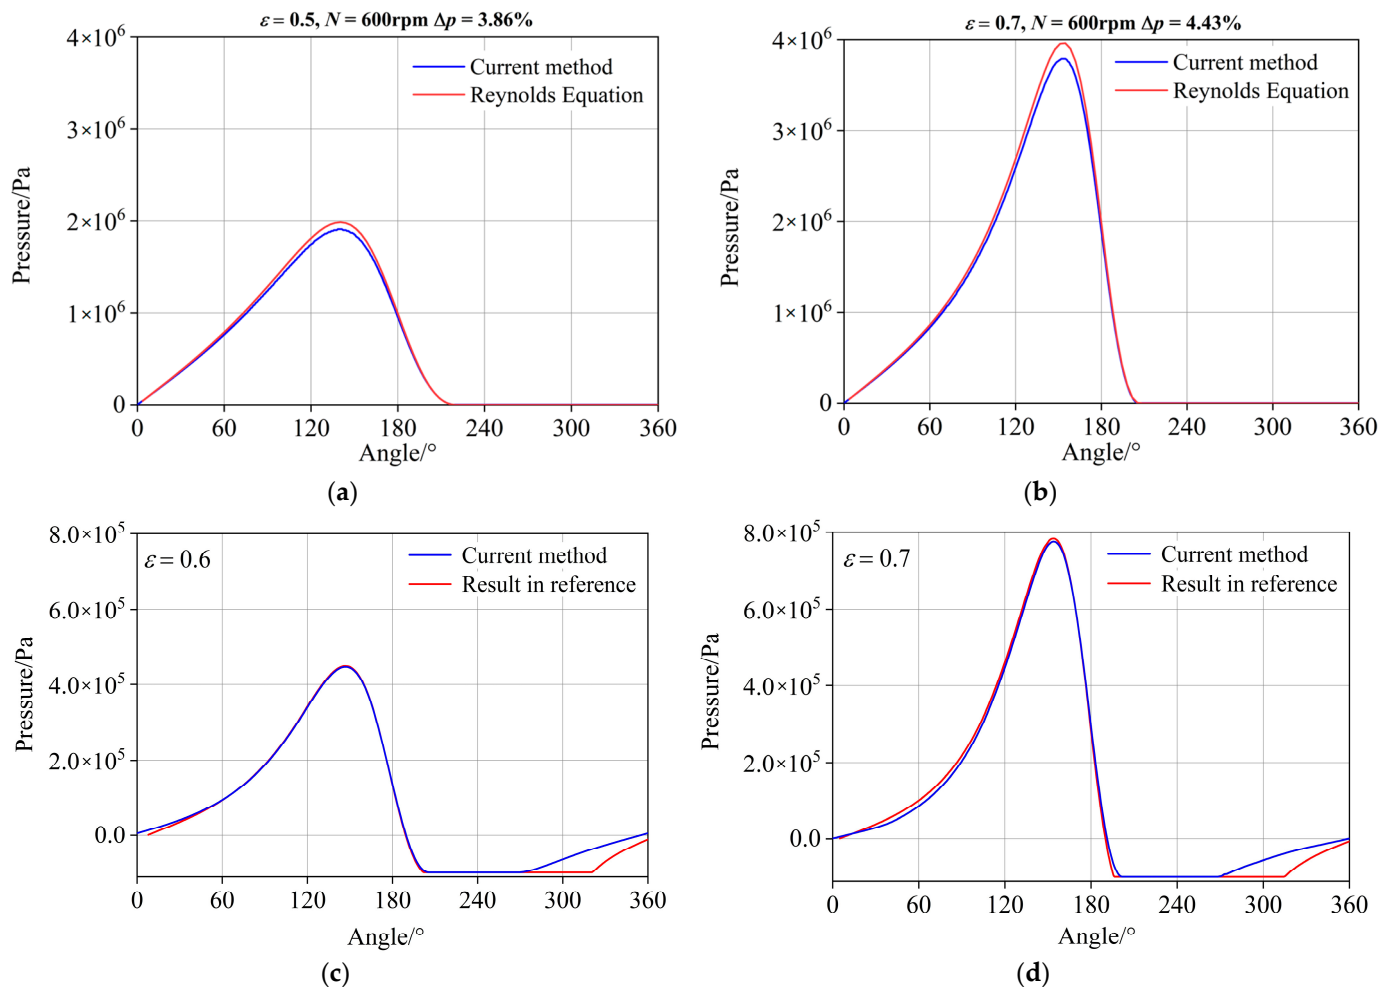 ε = 0.5, N = 600rpm Δp = 3.86%
4×10⁶
3×10⁶
2×10⁶
1×10⁶
0
Pressure/Pa
Current method
Reynolds Equation
0 60 120 180 240 300 360
Angle/°
(a)
ε = 0.7, N = 600rpm Δp = 4.43%
4×10⁶
3×10⁶
2×10⁶
1×10⁶
0
Pressure/Pa
Current method
Reynolds Equation
0 60 120 180 240 300 360
Angle/°
(b)
8.0×10⁵
6.0×10⁵
4.0×10⁵
2.0×10⁵
0.0
Pressure/Pa
ε = 0.6
Current method
Result in reference
0 60 120 180 240 300 360
Angle/°
(c)
8.0×10⁵
6.0×10⁵
4.0×10⁵
2.0×10⁵
0.0
Pressure/Pa
ε = 0.7
Current method
Result in reference
0 60 120 180 240 300 360
Angle/°
(d)